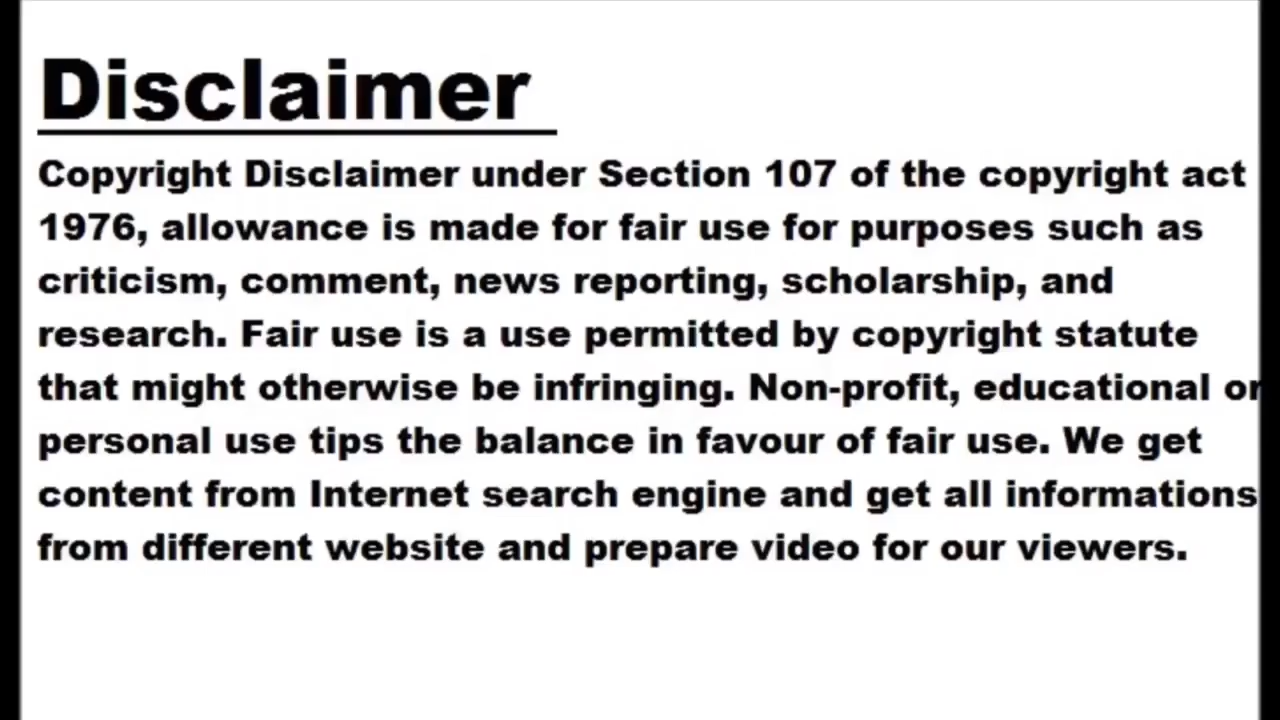 Disclaimer
Copyright Disclaimer under Section 107 of the copyright act
1976, allowance is made for fair use for purposes such as
criticism, comment, news reporting, scholarship, and
research. Fair use is a use permitted by copyright statute
that might otherwise be infringing. Non-profit, educational or
personal use tips the balance in favour of fair use. We get
content from Internet search engine and get all informations
from different website and prepare video for our viewers.